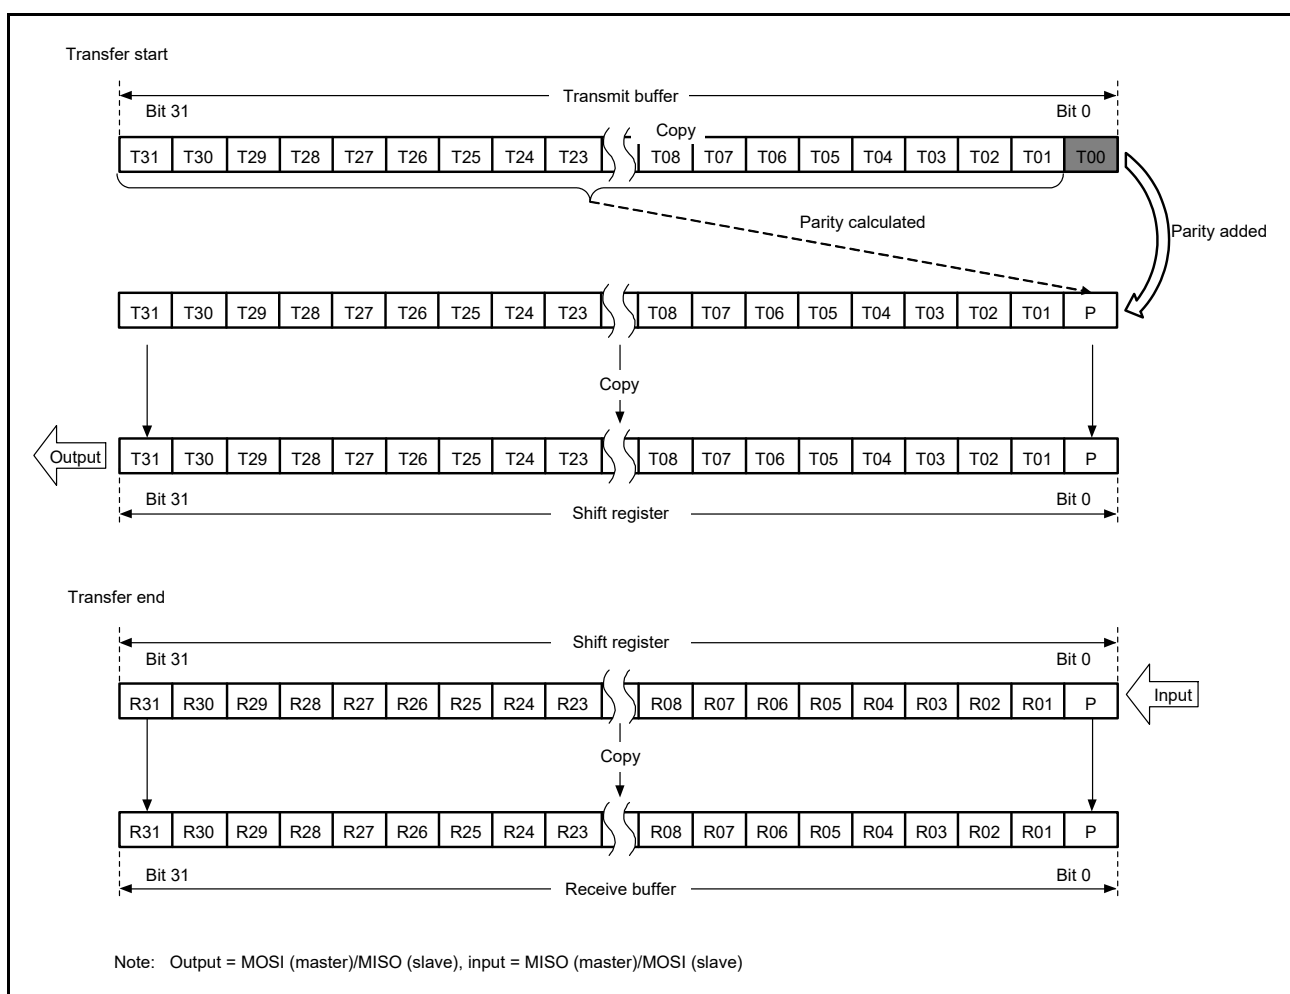 Transfer start
Transmit buffer
Bit 31 Bit 0
Copy
T31 T30 T29 T28 T27 T26 T25 T24 T23 T08 T07 T06 T05 T04 T03 T02 T01 T00
Parity calculated
Parity added
T31 T30 T29 T28 T27 T26 T25 T24 T23 T08 T07 T06 T05 T04 T03 T02 T01 P
Copy
Output T31 T30 T29 T28 T27 T26 T25 T24 T23 T08 T07 T06 T05 T04 T03 T02 T01 P
Bit 31 Bit 0
Shift register
Transfer end
Shift register
Bit 31 Bit 0
R31 R30 R29 R28 R27 R26 R25 R24 R23 R08 R07 R06 R05 R04 R03 R02 R01 P Input
Copy
R31 R30 R29 R28 R27 R26 R25 R24 R23 R08 R07 R06 R05 R04 R03 R02 R01 P
Bit 31 Bit 0
Receive buffer
Note: Output = MOSI (master)/MISO (slave), input = MISO (master)/MOSI (slave)